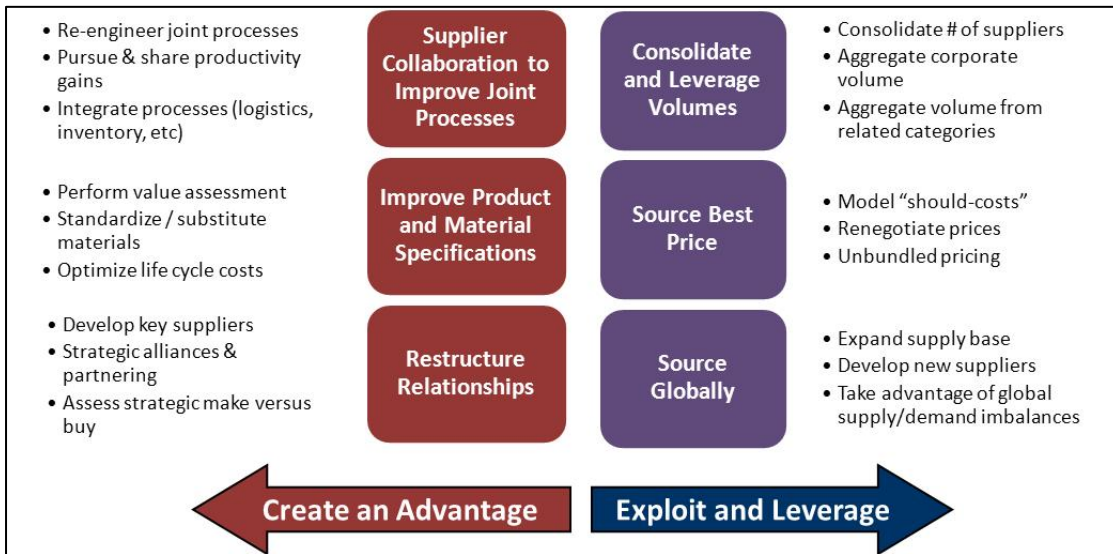 • Re-engineer joint processes
• Pursue & share productivity
gains
• Integrate processes (logistics,
inventory, etc)
Supplier
Collaboration to
Improve Joint
Processes
Consolidate
and Leverage
Volumes
• Consolidate # of suppliers
• Aggregate corporate
volume
• Aggregate volume from
related categories
• Perform value assessment
• Standardize / substitute
materials
• Optimize life cycle costs
Improve Product
and Material
Specifications
Source Best
Price
• Model “should-costs”
• Renegotiate prices
• Unbundled pricing
• Develop key suppliers
• Strategic alliances &
partnering
• Assess strategic make versus
buy
Restructure
Relationships
Source
Globally
• Expand supply base
• Develop new suppliers
• Take advantage of global
supply/demand imbalances
Create an Advantage
Exploit and Leverage